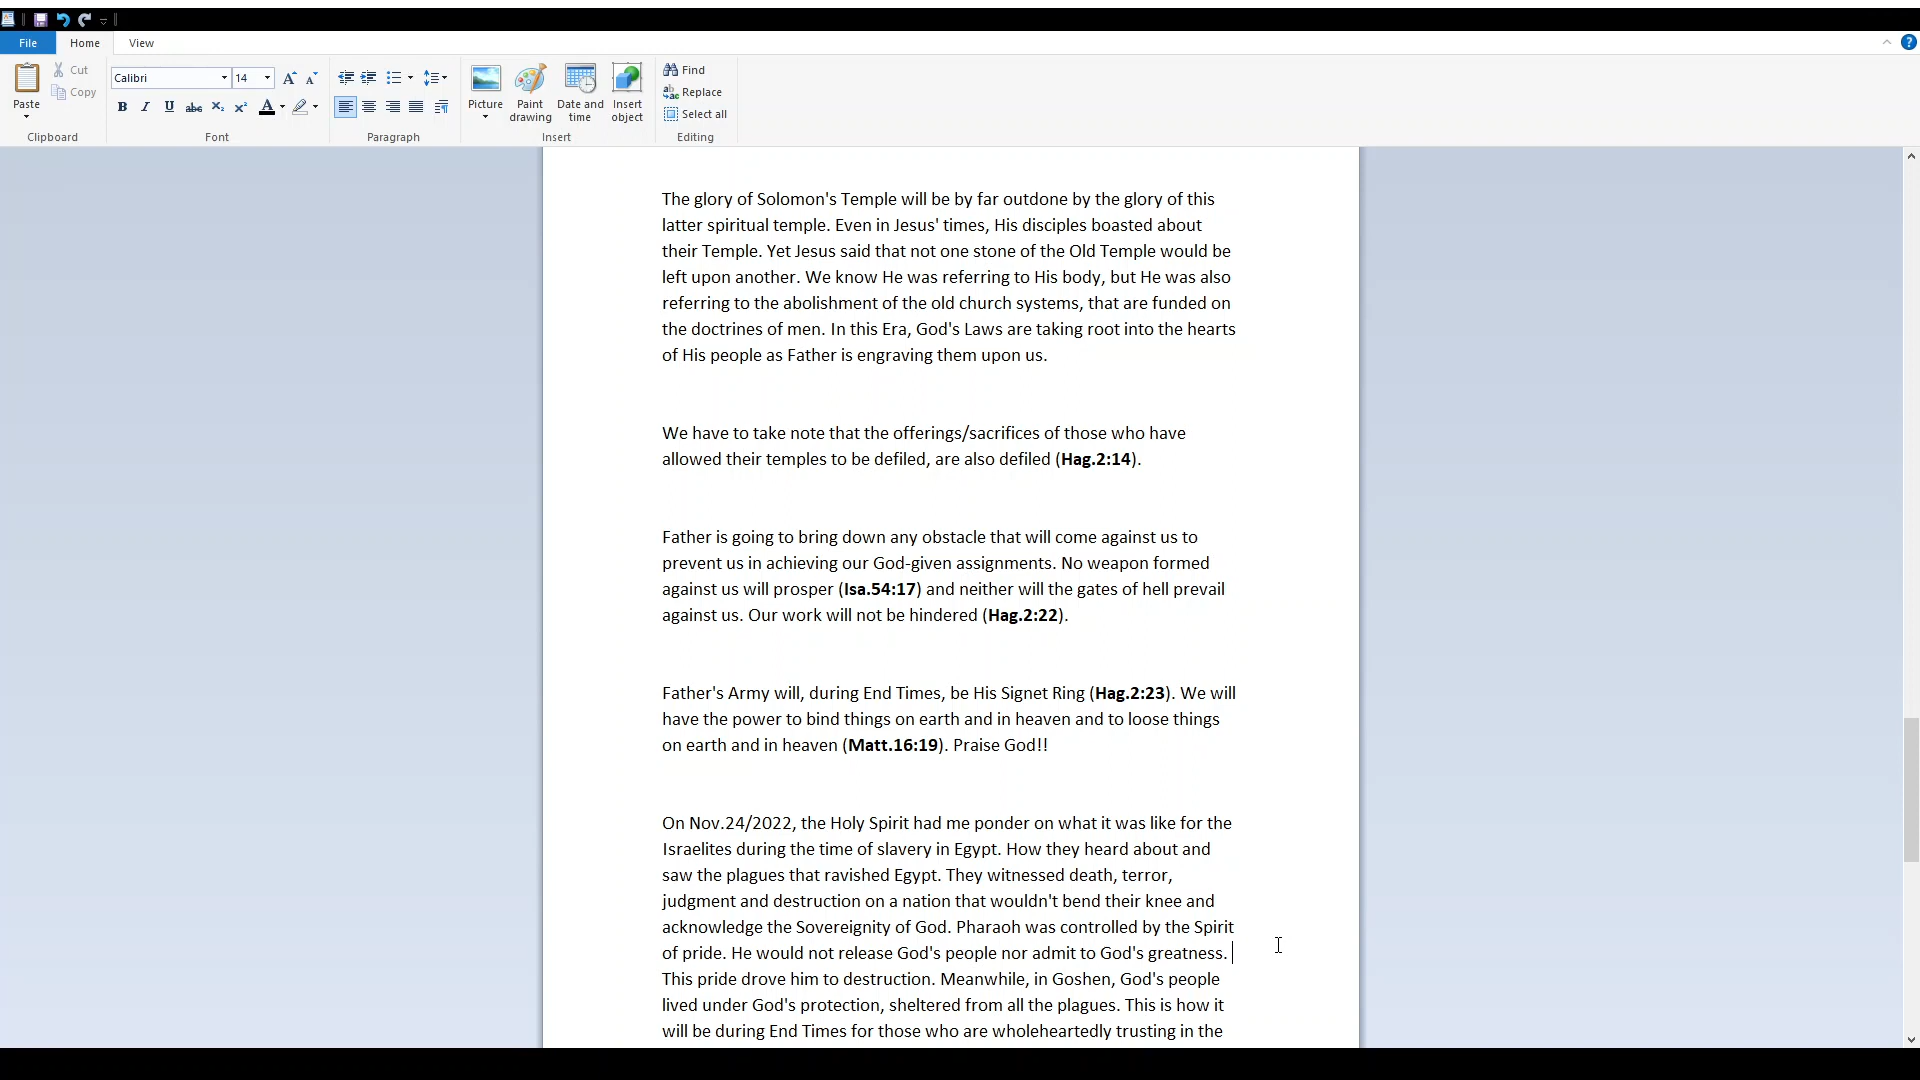 File Home View
Calibri 14
Cut
Copy
Paste
Picture
Paint drawing
Date and time
Insert object
Find
Replace
Select all
Clipboard Font Paragraph Insert Editing
The glory of Solomon's Temple will be by far outdone by the glory of this
latter spiritual temple. Even in Jesus' times, His disciples boasted about
their Temple. Yet Jesus said that not one stone of the Old Temple would be
left upon another. We know He was referring to His body, but He was also
referring to the abolishment of the old church systems, that are funded on
the doctrines of men. In this Era, God's Laws are taking root into the hearts
of His people as Father is engraving them upon us.
We have to take note that the offerings/sacrifices of those who have
allowed their temples to be defiled, are also defiled (Hag.2:14).
Father is going to bring down any obstacle that will come against us to
prevent us in achieving our God-given assignments. No weapon formed
against us will prosper (Isa.54:17) and neither will the gates of hell prevail
against us. Our work will not be hindered (Hag.2:22).
Father's Army will, during End Times, be His Signet Ring (Hag.2:23). We will
have the power to bind things on earth and in heaven and to loose things
on earth and in heaven (Matt.16:19). Praise God!!
On Nov.24/2022, the Holy Spirit had me ponder on what it was like for the
Israelites during the time of slavery in Egypt. How they heard about and
saw the plagues that ravished Egypt. They witnessed death, terror,
judgment and destruction on a nation that wouldn't bend their knee and
acknowledge the Sovereignity of God. Pharaoh was controlled by the Spirit
of pride. He would not release God's people nor admit to God's greatness.
This pride drove him to destruction. Meanwhile, in Goshen, God's people
lived under God's protection, sheltered from all the plagues. This is how it
will be during End Times for those who are wholeheartedly trusting in the